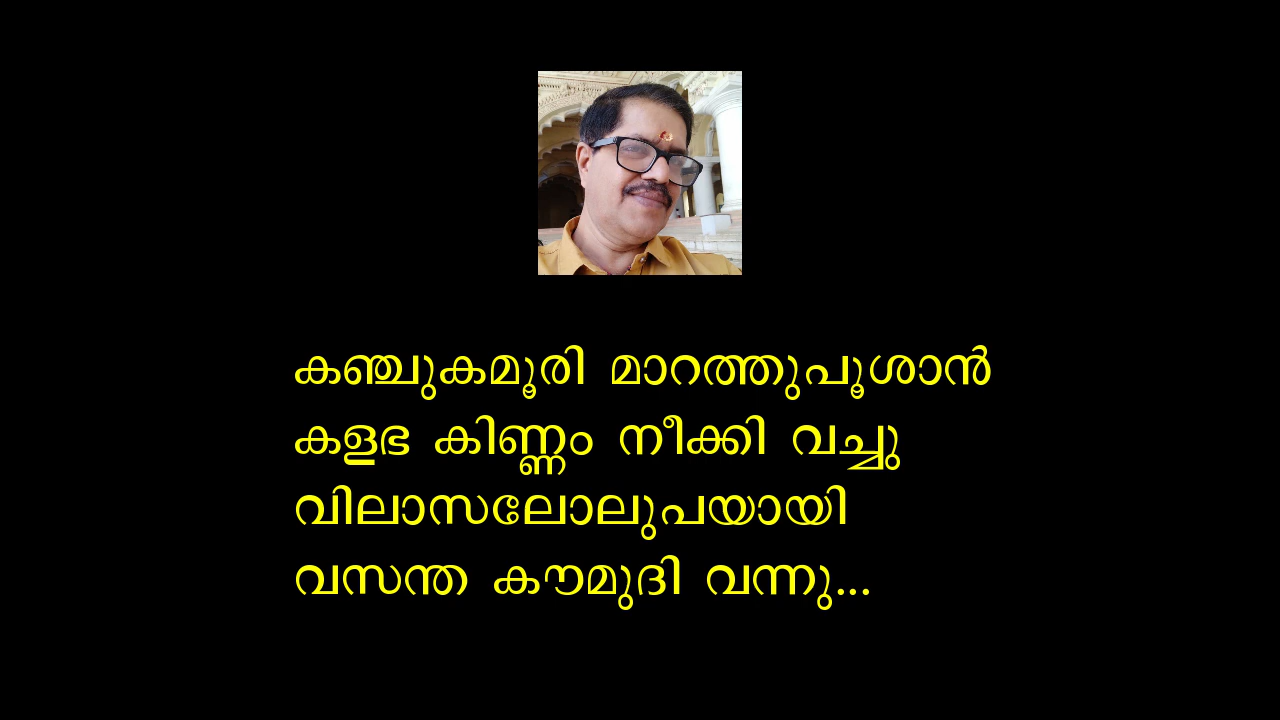 കഞ്ചുകമൂരി മാറത്തുപൂശാൻ
കളഭ കിണ്ണം നീക്കി വച്ചു
വിലാസലോലുപയായി
വസന്ത കൗമുദി വന്നു...